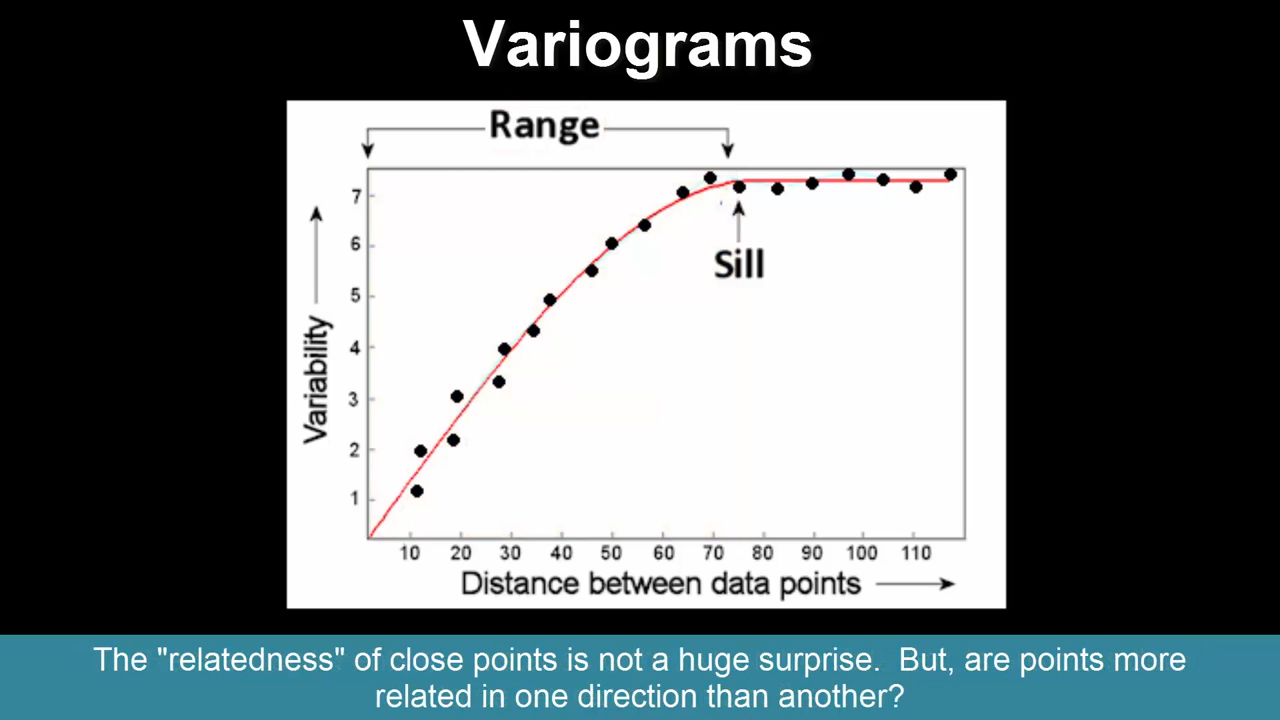 Variograms
Range
7
6
5
4
3
2
1
Variability
Sill
10 20 30 40 50 60 70 80 90 100 110
Distance between data points
The "relatedness" of close points is not a huge surprise.  But, are points more
related in one direction than another?